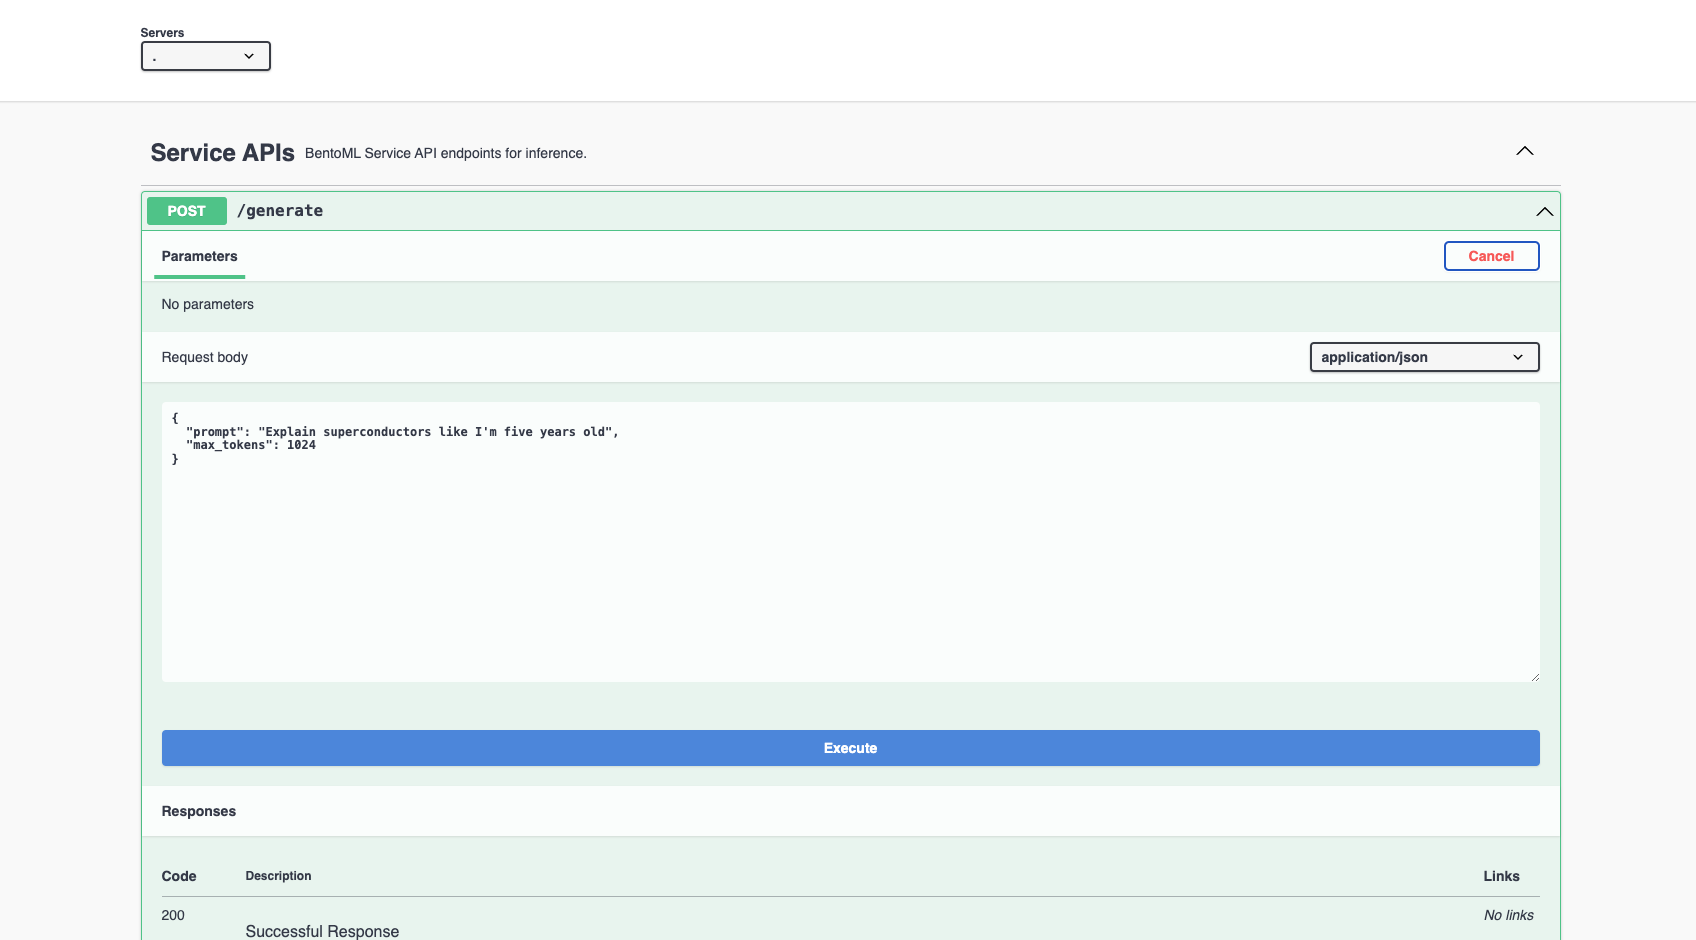 Servers
.
Service APIs BentoML Service API endpoints for inference.
POST /generate
Parameters Cancel
No parameters
Request body application/json
{
  "prompt": "Explain superconductors like I'm five years old",
  "max_tokens": 1024
}
Execute
Responses
Code Description Links
200 No links
Successful Response